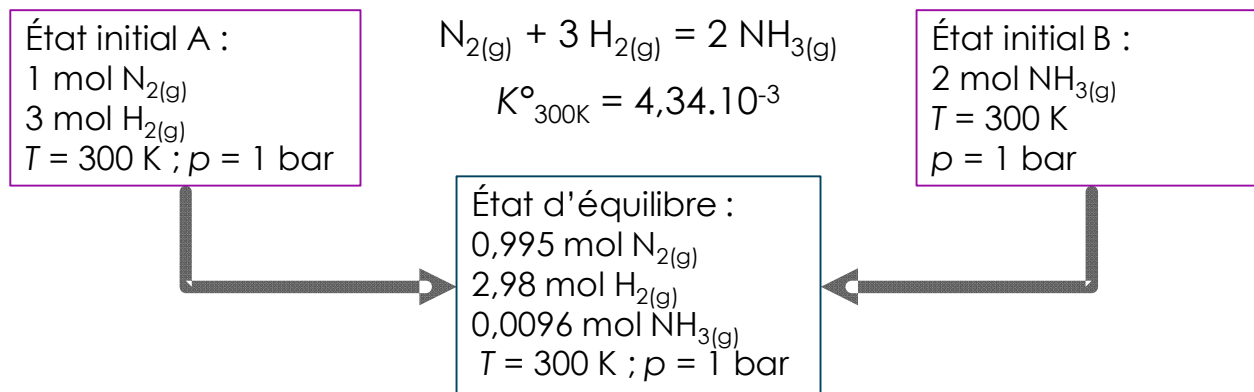 État initial A :
1 mol N₂(g)
3 mol H₂(g)
T = 300 K ; p = 1 bar
N₂(g) + 3 H₂(g) = 2 NH₃(g)
K°₃₀₀K = 4,34.10⁻³
État initial B :
2 mol NH₃(g)
T = 300 K
p = 1 bar
État d’équilibre :
0,995 mol N₂(g)
2,98 mol H₂(g)
0,0096 mol NH₃(g)
T = 300 K ; p = 1 bar